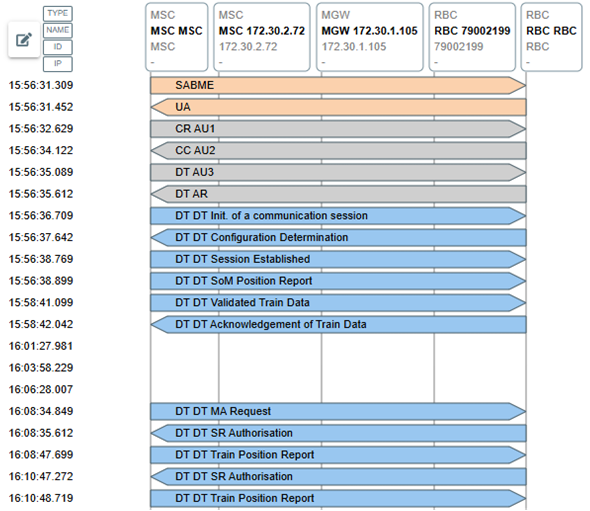 TYPE
NAME
ID
IP
MSC
MSC MSC
MSC
-
MSC
MSC 172.30.2.72
172.30.2.72
-
MGW
MGW 172.30.1.105
172.30.1.105
-
RBC
RBC 79002199
79002199
-
RBC
RBC RBC
RBC
-
15:56:31.309 SABME
15:56:31.452 UA
15:56:32.629 CR AU1
15:56:34.122 CC AU2
15:56:35.089 DT AU3
15:56:35.612 DT AR
15:56:36.709 DT DT Init. of a communication session
15:56:37.642 DT DT Configuration Determination
15:56:38.769 DT DT Session Established
15:56:38.899 DT DT SoM Position Report
15:58:41.099 DT DT Validated Train Data
15:58:42.042 DT DT Acknowledgement of Train Data
16:01:27.981
16:03:58.229
16:06:28.007
16:08:34.849 DT DT MA Request
16:08:35.612 DT DT SR Authorisation
16:08:47.699 DT DT Train Position Report
16:10:47.272 DT DT SR Authorisation
16:10:48.719 DT DT Train Position Report